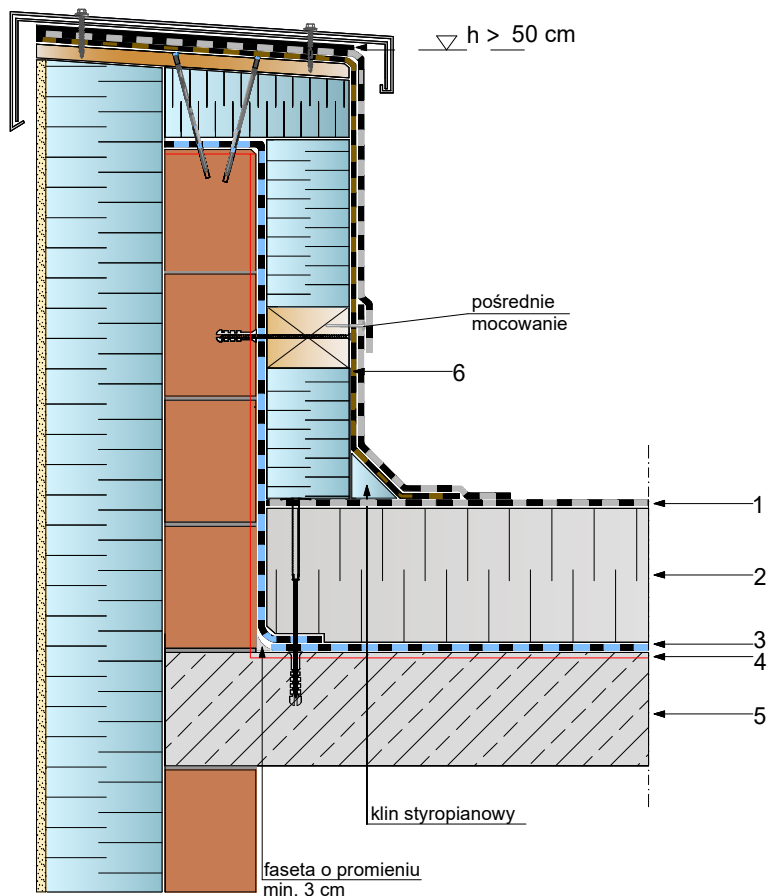 h > 50 cm
pośrednie
mocowanie
6
1
2
3
4
5
klin styropianowy
faseta o promieniu
min. 3 cm